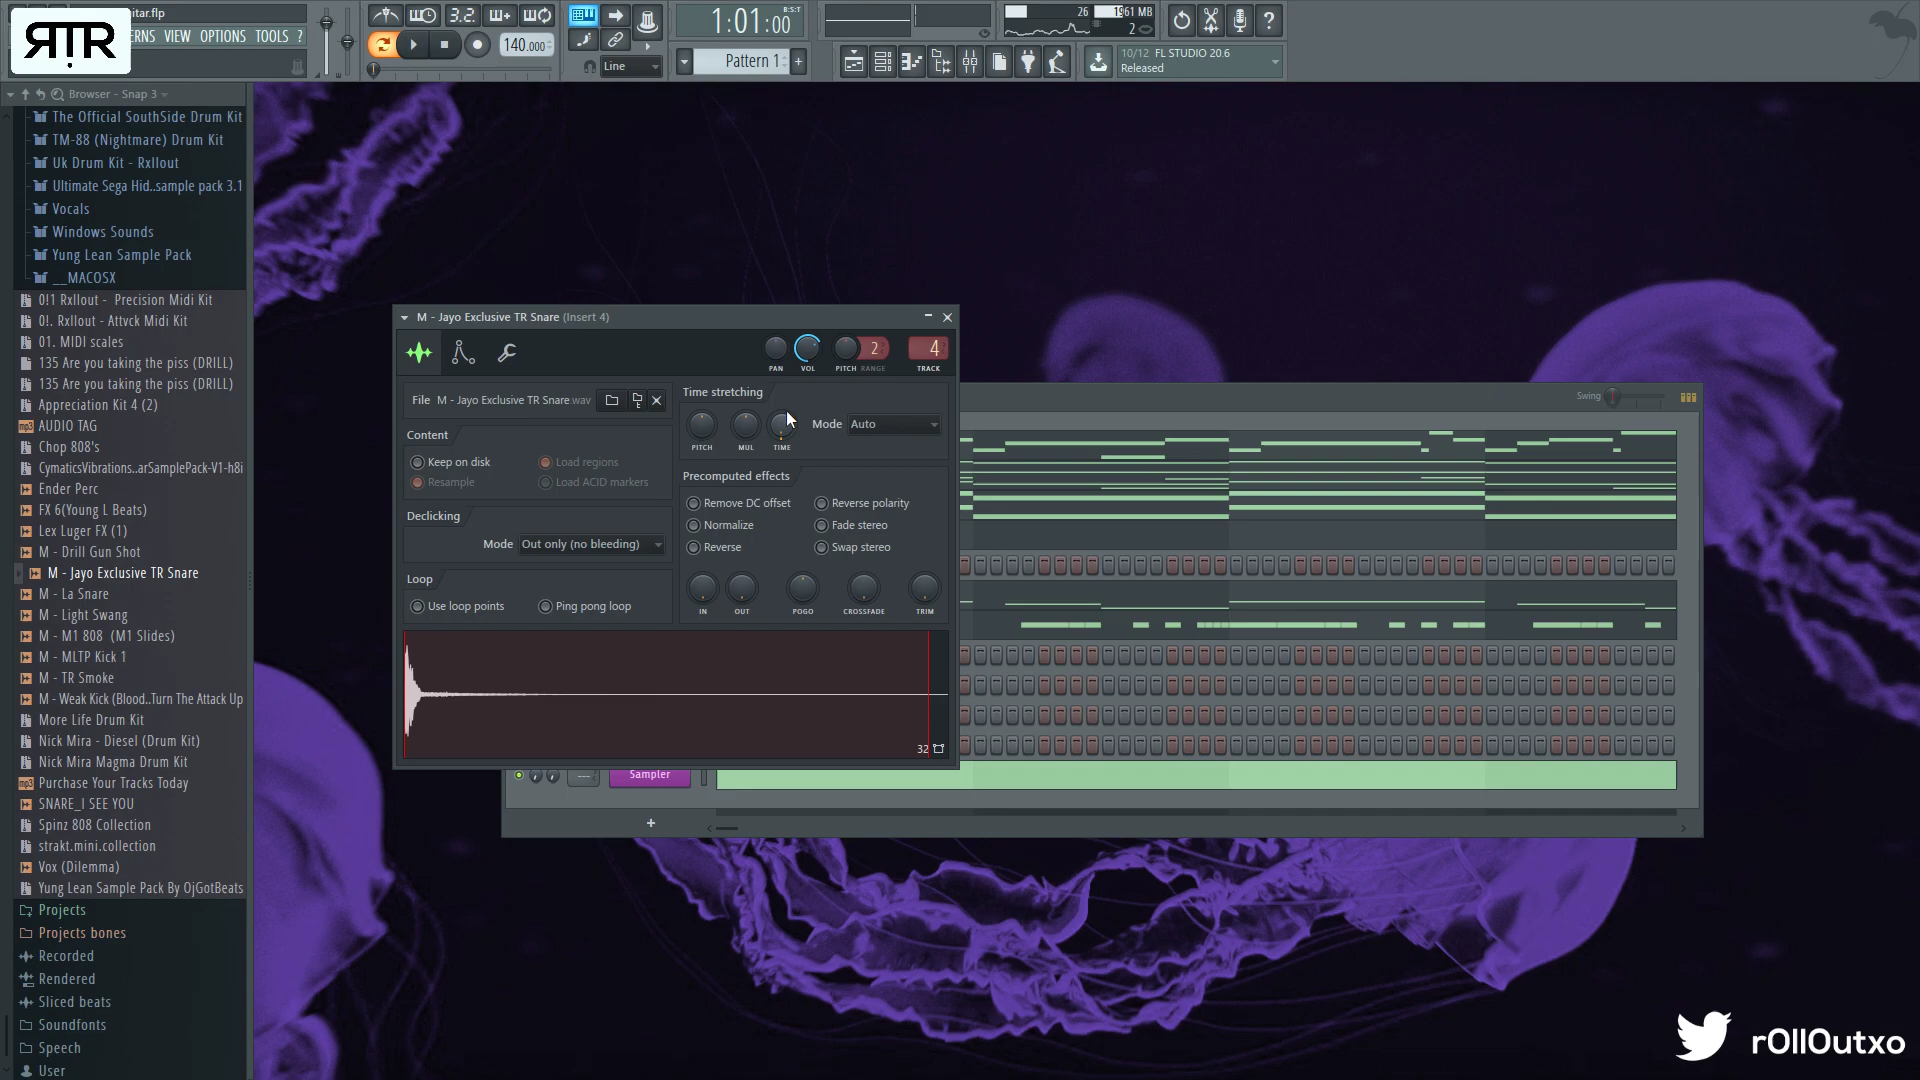 itar.flp
RTR
ERNS VIEW OPTIONS TOOLS ?
3.2.
140.000
Line
1:01:00
B:S:T
Pattern 1
+
26
1961 MB
2
?
10/12 FL STUDIO 20.6
Released
Browser - Snap 3
The Official SouthSide Drum Kit
TM-88 (Nightmare) Drum Kit
Uk Drum Kit - Rxllout
Ultimate Sega Hid..sample pack 3.1
Vocals
Windows Sounds
Yung Lean Sample Pack
__MACOSX
0!1 Rxllout - Precision Midi Kit
0!. Rxllout - Attvck Midi Kit
01. MIDI scales
135 Are you taking the piss (DRILL)
135 Are you taking the piss (DRILL)
Appreciation Kit 4 (2)
AUDIO TAG
Chop 808's
CymaticsVibrations..arSamplePack-V1-h8i
Ender Perc
FX 6(Young L Beats)
Lex Luger FX (1)
M - Drill Gun Shot
M - Jayo Exclusive TR Snare
M - La Snare
M - Light Swang
M - M1 808 (M1 Slides)
M - MLTP Kick 1
M - TR Smoke
M - Weak Kick (Blood..Turn The Attack Up
More Life Drum Kit
Nick Mira - Diesel (Drum Kit)
Nick Mira Magma Drum Kit
Purchase Your Tracks Today
SNARE_I SEE YOU
Spinz 808 Collection
strakt.mini.collection
Vox (Dilemma)
Yung Lean Sample Pack By OjGotBeats
Projects
Projects bones
Recorded
Rendered
Sliced beats
Soundfonts
Speech
User
M - Jayo Exclusive TR Snare (Insert 4)
2
4
PAN VOL PITCH RANGE TRACK
File M - Jayo Exclusive TR Snare.wav
Content
Keep on disk
Load regions
Resample
Load ACID markers
Declicking
Mode Out only (no bleeding)
Loop
Use loop points
Ping pong loop
Time stretching
PITCH MUL TIME
Mode Auto
Precomputed effects
Remove DC offset
Reverse polarity
Normalize
Fade stereo
Reverse
Swap stereo
IN OUT POGO CROSSFADE TRIM
32
Swing
---
Sampler
+
r0ll0utxo